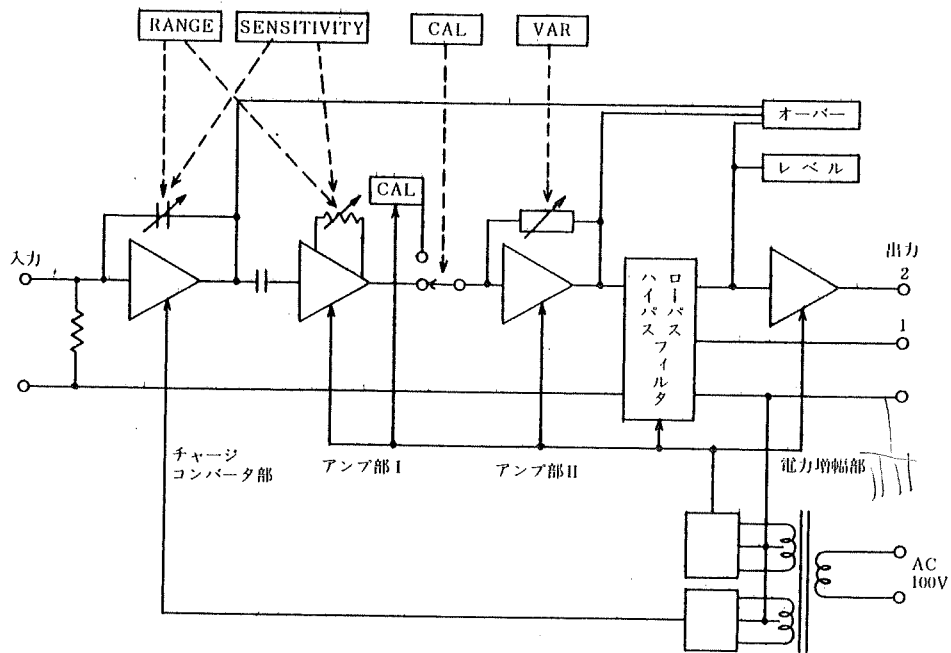 RANGE
SENSITIVITY
CAL
VAR
オーバー
レベル
CAL
入力
出力
2
1
ハイパス
ローパス
フィルタ
チャージ
コンバータ部
アンプ部I
アンプ部II
電力増幅部
AC
100V